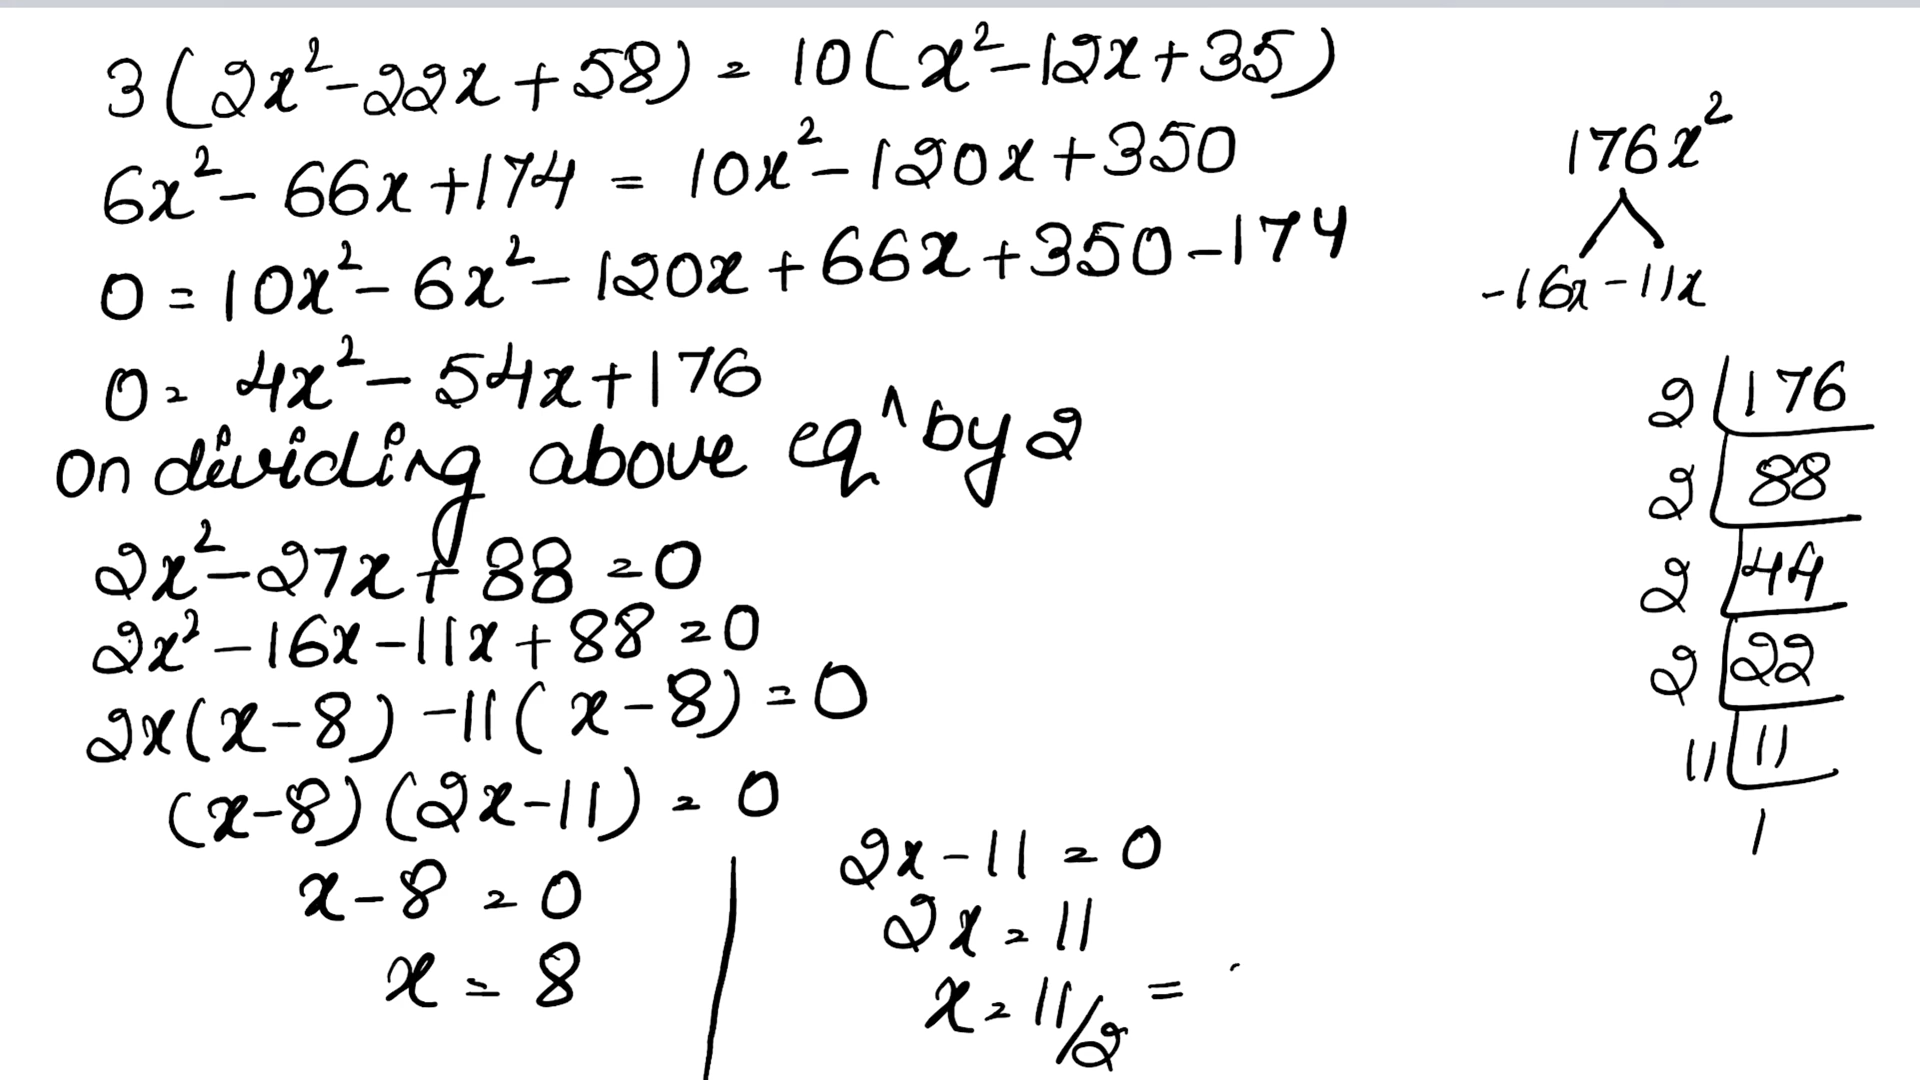 3(2x²-22x+58) = 10(x²-12x+35)
6x²- 66x+174 = 10x²-120x+350
0 = 10x²- 6x²- 120x + 66x+350-174
0 = 4x²- 54x+176
on dividing above eqⁿ by 2
2x²-27x+88 = 0
2x²-16x-11x+88 = 0
2x(x-8) -11(x-8) = 0
(x-8)(2x-11) = 0
x-8 = 0
x = 8
2x-11 = 0
2x = 11
x = 11/2 =
176x²
-16x -11x
2 176
2 88
2 44
2 22
11 11
1